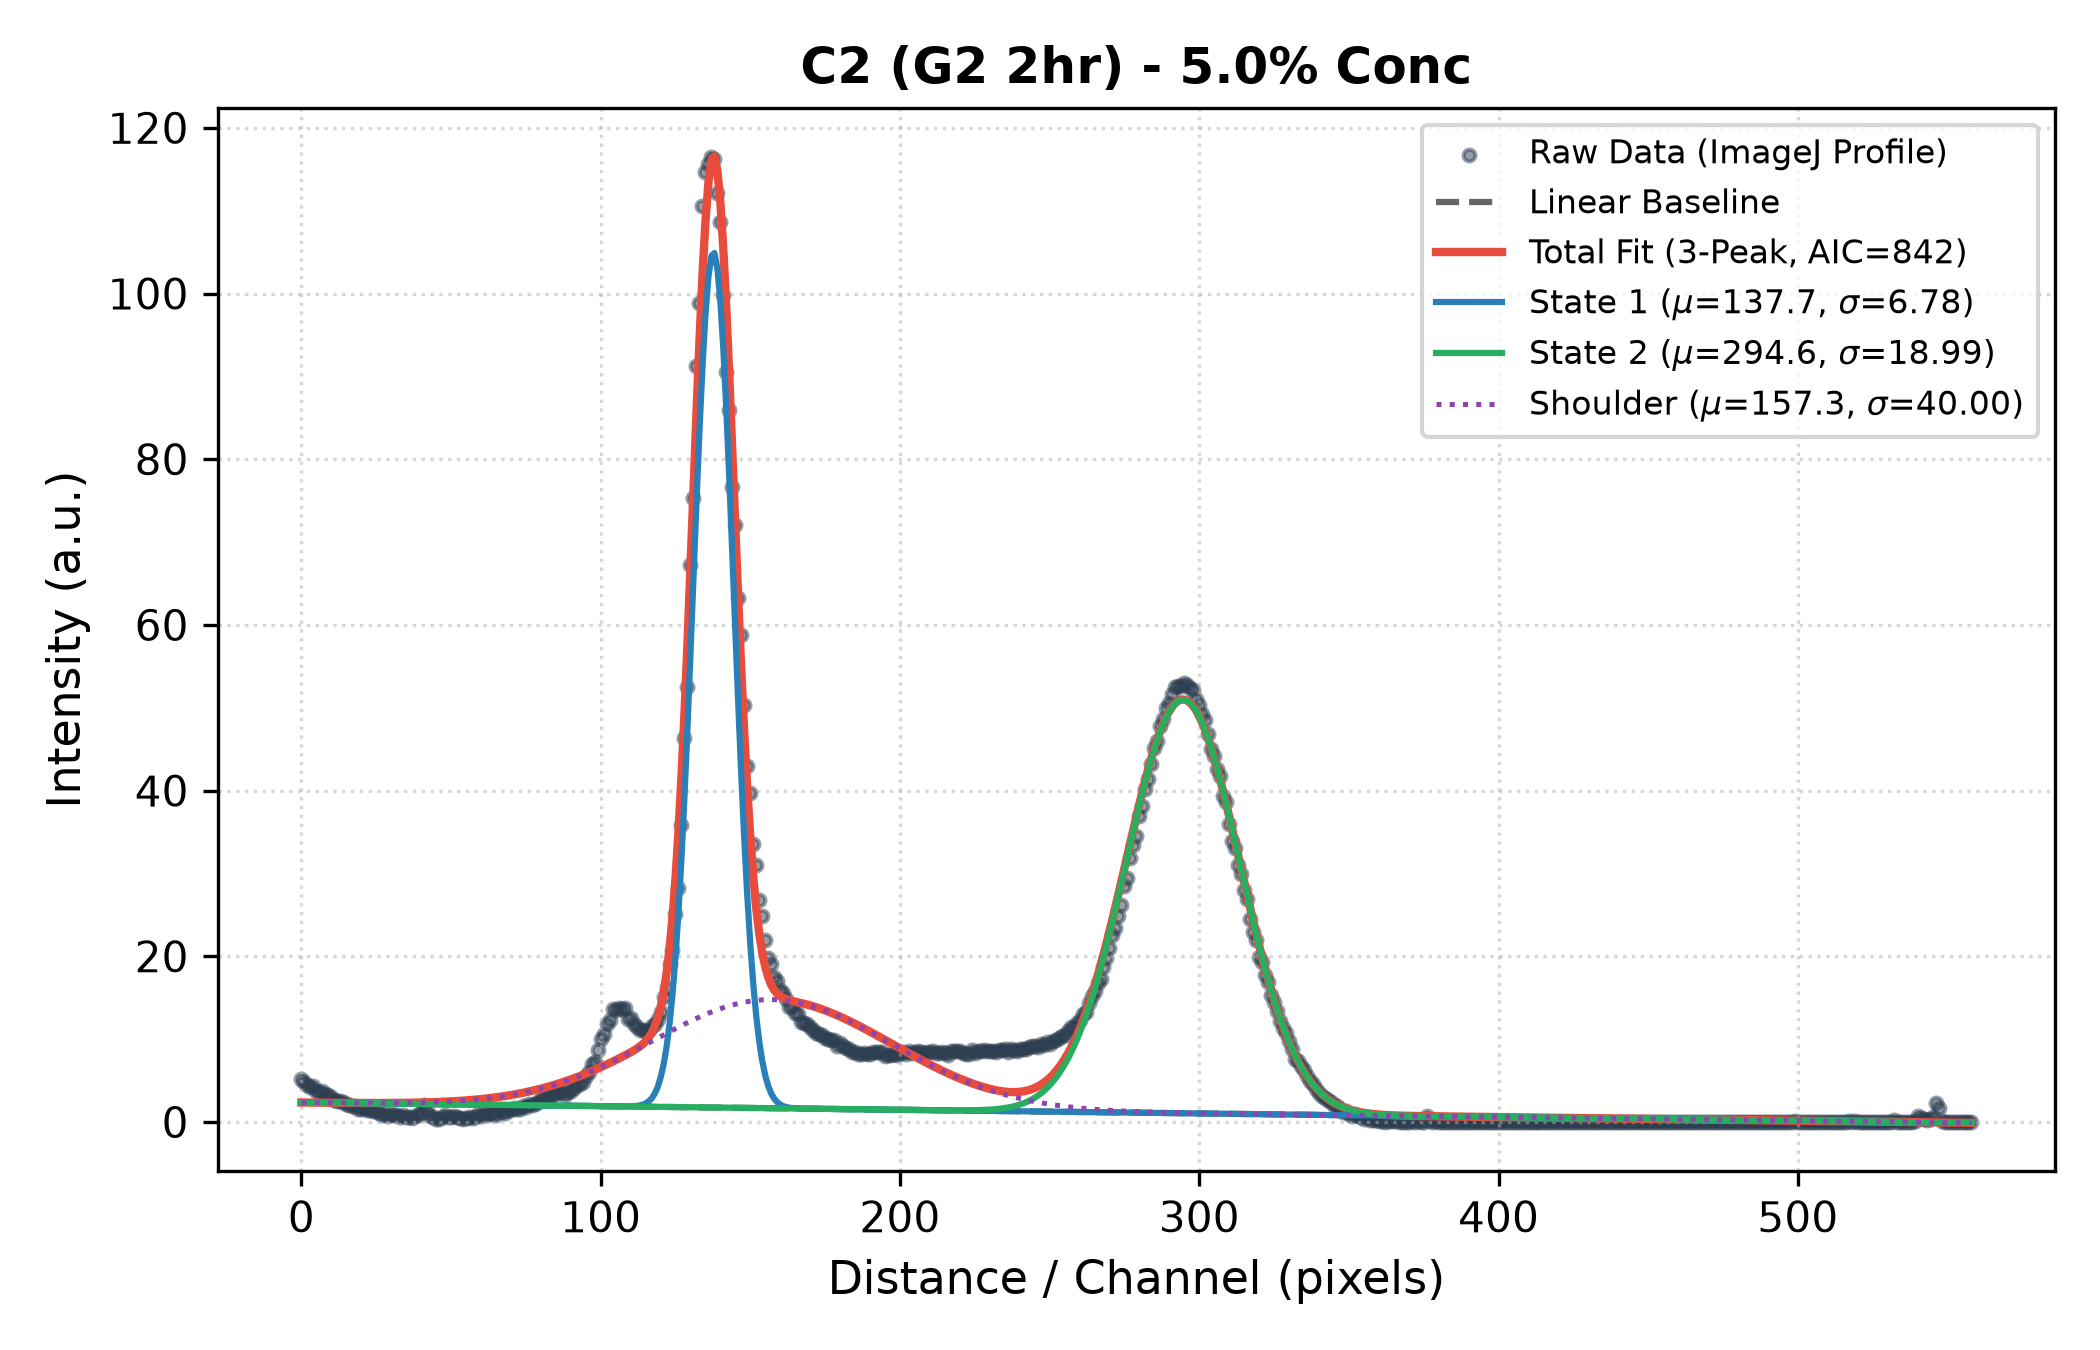 C2 (G2 2hr) - 5.0% Conc
120
100
80
60
40
20
0
Intensity (a.u.)
Raw Data (ImageJ Profile)
Linear Baseline
Total Fit (3-Peak, AIC=842)
State 1 (μ=137.7, σ=6.78)
State 2 (μ=294.6, σ=18.99)
Shoulder (μ=157.3, σ=40.00)
0 100 200 300 400 500
Distance / Channel (pixels)